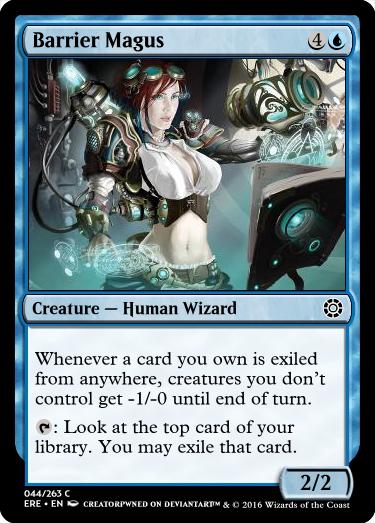 Barrier Magus 4
Creature — Human Wizard
Whenever a card you own is exiled
from anywhere, creatures you don't
control get -1/-0 until end of turn.
: Look at the top card of your
library. You may exile that card.
2/2
044/263 C
ERE • EN CREATORPWNED ON DEVIANTART™ & © 2016 Wizards of the Coast